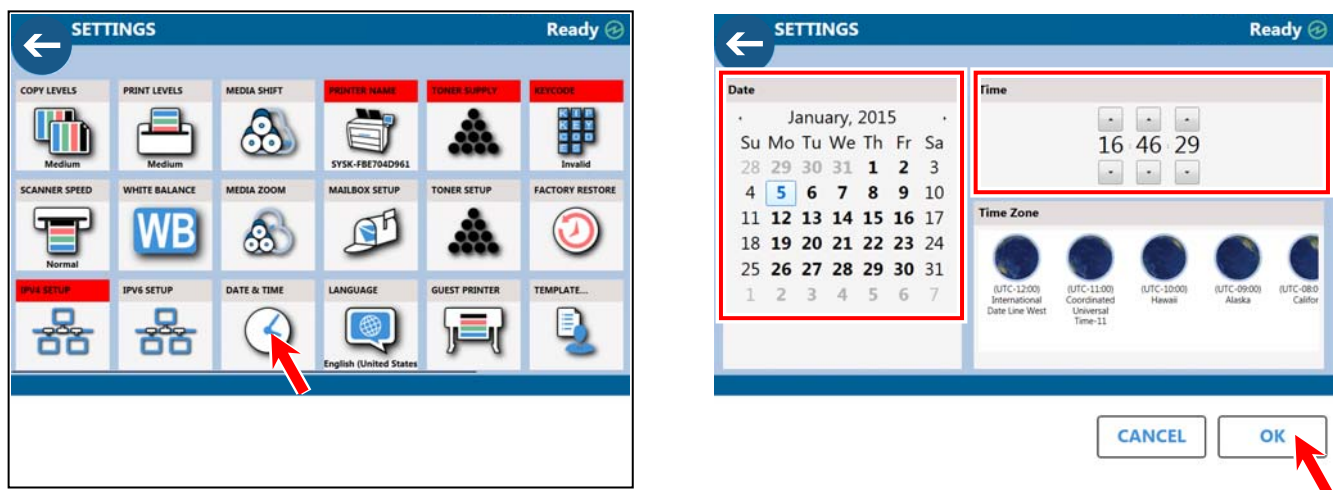 SETTINGS
Ready
COPY LEVELS PRINT LEVELS MEDIA SHIFT PRINTER NAME TONER SUPPLY KEYCODE
K E Y
C O D
Medium Medium SYSK-FBE704D961 Invalid
SCANNER SPEED WHITE BALANCE MEDIA ZOOM MAILBOX SETUP TONER SETUP FACTORY RESTORE
WB
Normal
IPV4 SETUP IPV6 SETUP DATE & TIME LANGUAGE GUEST PRINTER TEMPLATE...
English (United States
SETTINGS
Ready
Date
January, 2015
Su Mo Tu We Th Fr Sa
28 29 30 31 1 2 3
4 5 6 7 8 9 10
11 12 13 14 15 16 17
18 19 20 21 22 23 24
25 26 27 28 29 30 31
1 2 3 4 5 6 7
Time
16 46 29
Time Zone
(UTC-12:00) (UTC-11:00) (UTC-10:00) (UTC-09:00) (UTC-08:0
International Coordinated Hawaii Alaska Califor
Date Line West Universal
Time-11
CANCEL OK